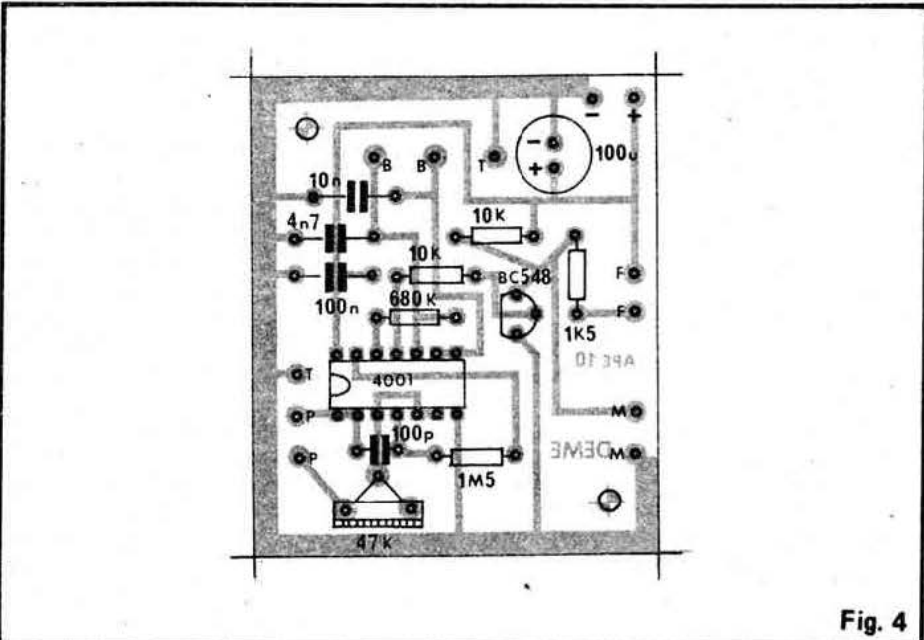 - +
- +
100u
B B T
10n
4n7
10K
10K
BC548
F
100n
680K
F
1K5
APE 10
T
4001
M
P
100p
DEME
M
P
1M5
47K
Fig. 4